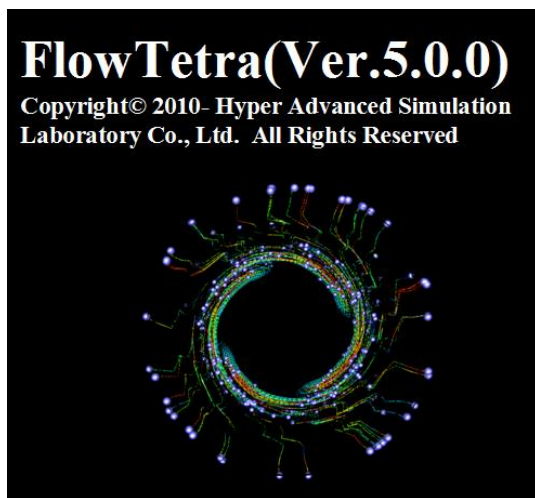 FlowTetra(Ver.5.0.0)
Copyright© 2010- Hyper Advanced Simulation
Laboratory Co., Ltd.  All Rights Reserved